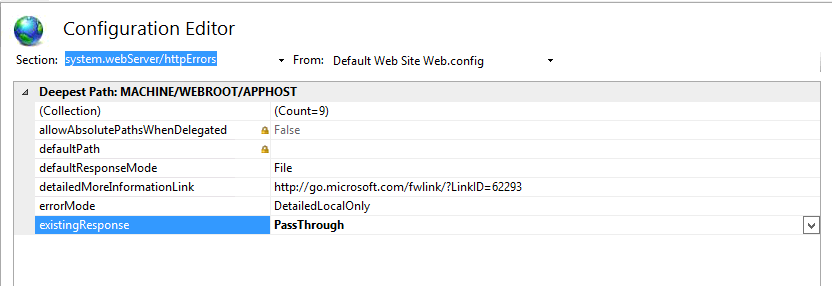 Configuration Editor
Section: system.webServer/httpErrors From: Default Web Site Web.config
Deepest Path: MACHINE/WEBROOT/APPHOST
(Collection) (Count=9)
allowAbsolutePathsWhenDelegated False
defaultPath
defaultResponseMode File
detailedMoreInformationLink http://go.microsoft.com/fwlink/?LinkID=62293
errorMode DetailedLocalOnly
existingResponse PassThrough